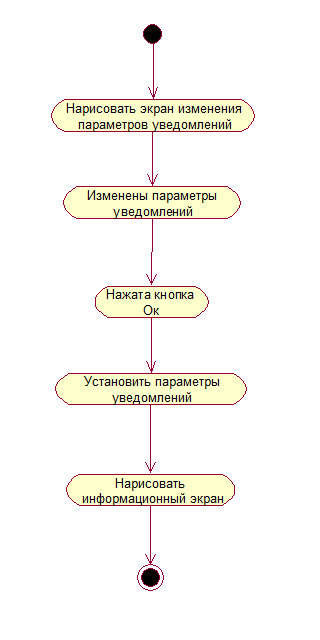 Нарисовать экран изменения
параметров уведомлений
Изменены параметры
уведомлений
Нажата кнопка
Ок
Установить параметры
уведомлений
Нарисовать
информационный экран